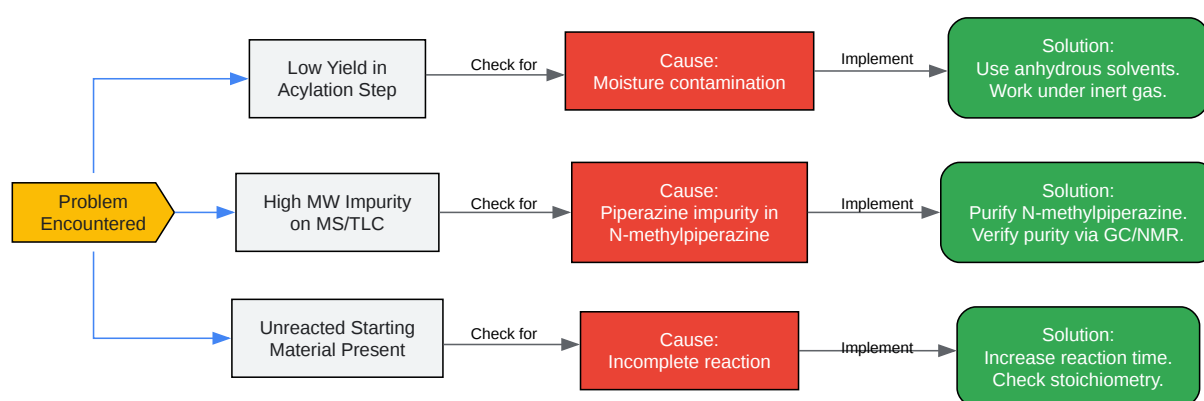 Problem
Encountered
Low Yield in
Acylation Step
Check for
Cause:
Moisture contamination
Implement
Solution:
Use anhydrous solvents.
Work under inert gas.
High MW Impurity
on MS/TLC
Check for
Cause:
Piperazine impurity in
N-methylpiperazine
Implement
Solution:
Purify N-methylpiperazine.
Verify purity via GC/NMR.
Unreacted Starting
Material Present
Check for
Cause:
Incomplete reaction
Implement
Solution:
Increase reaction time.
Check stoichiometry.